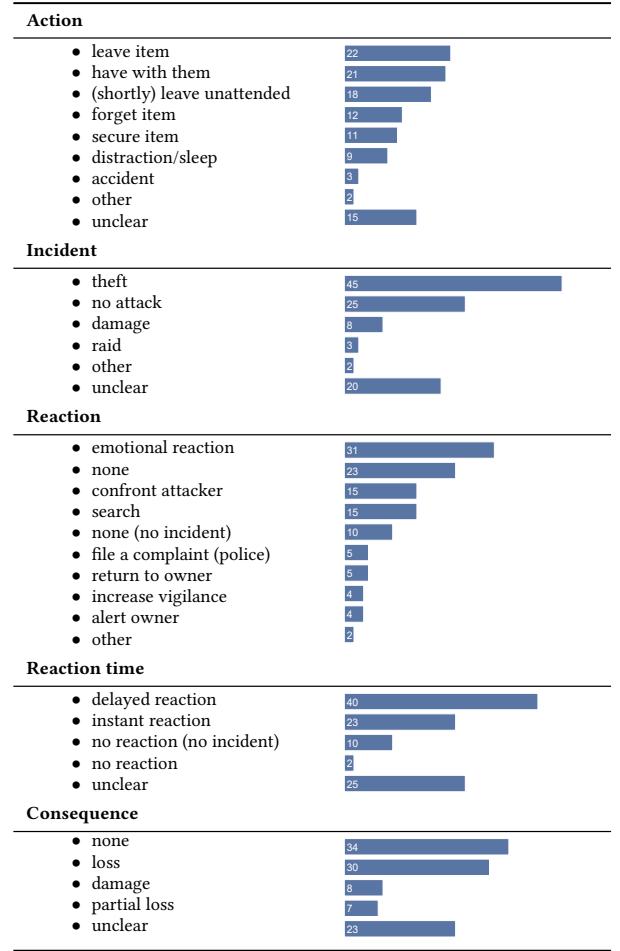 Action
• leave item 22
• have with them 21
• (shortly) leave unattended 18
• forget item 12
• secure item 11
• distraction/sleep 9
• accident 3
• other 2
• unclear 15
Incident
• theft 45
• no attack 25
• damage 8
• raid 3
• other 2
• unclear 20
Reaction
• emotional reaction 31
• none 23
• confront attacker 15
• search 15
• none (no incident) 10
• file a complaint (police) 5
• return to owner 5
• increase vigilance 4
• alert owner 4
• other 2
Reaction time
• delayed reaction 40
• instant reaction 23
• no reaction (no incident) 10
• no reaction 2
• unclear 25
Consequence
• none 34
• loss 30
• damage 8
• partial loss 7
• unclear 23